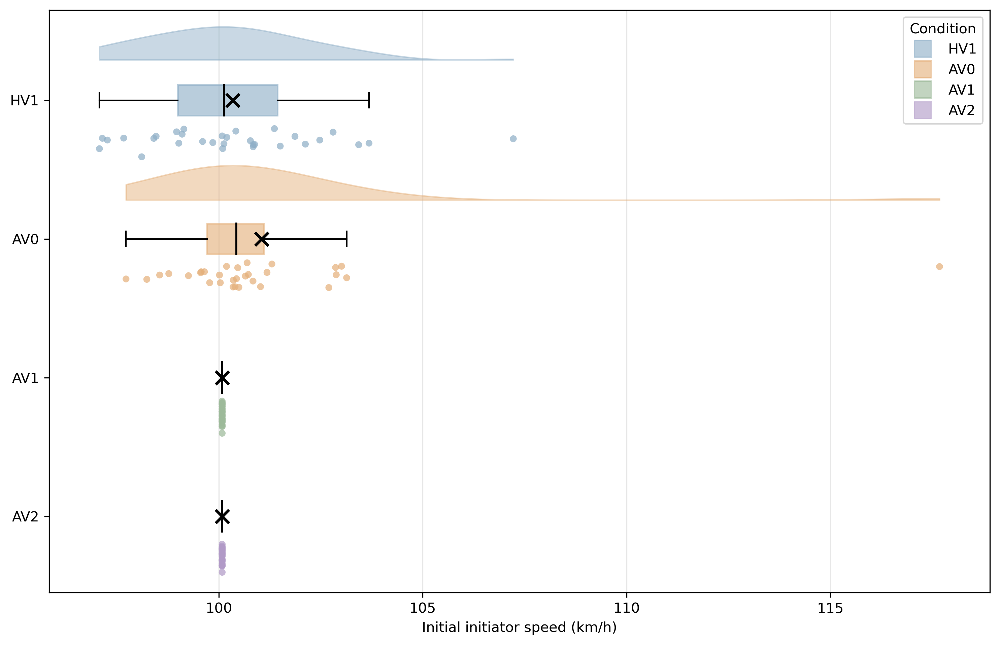 Condition
HV1
AV0
AV1
AV2
HV1
AV0
AV1
AV2
100 105 110 115
Initial initiator speed (km/h)